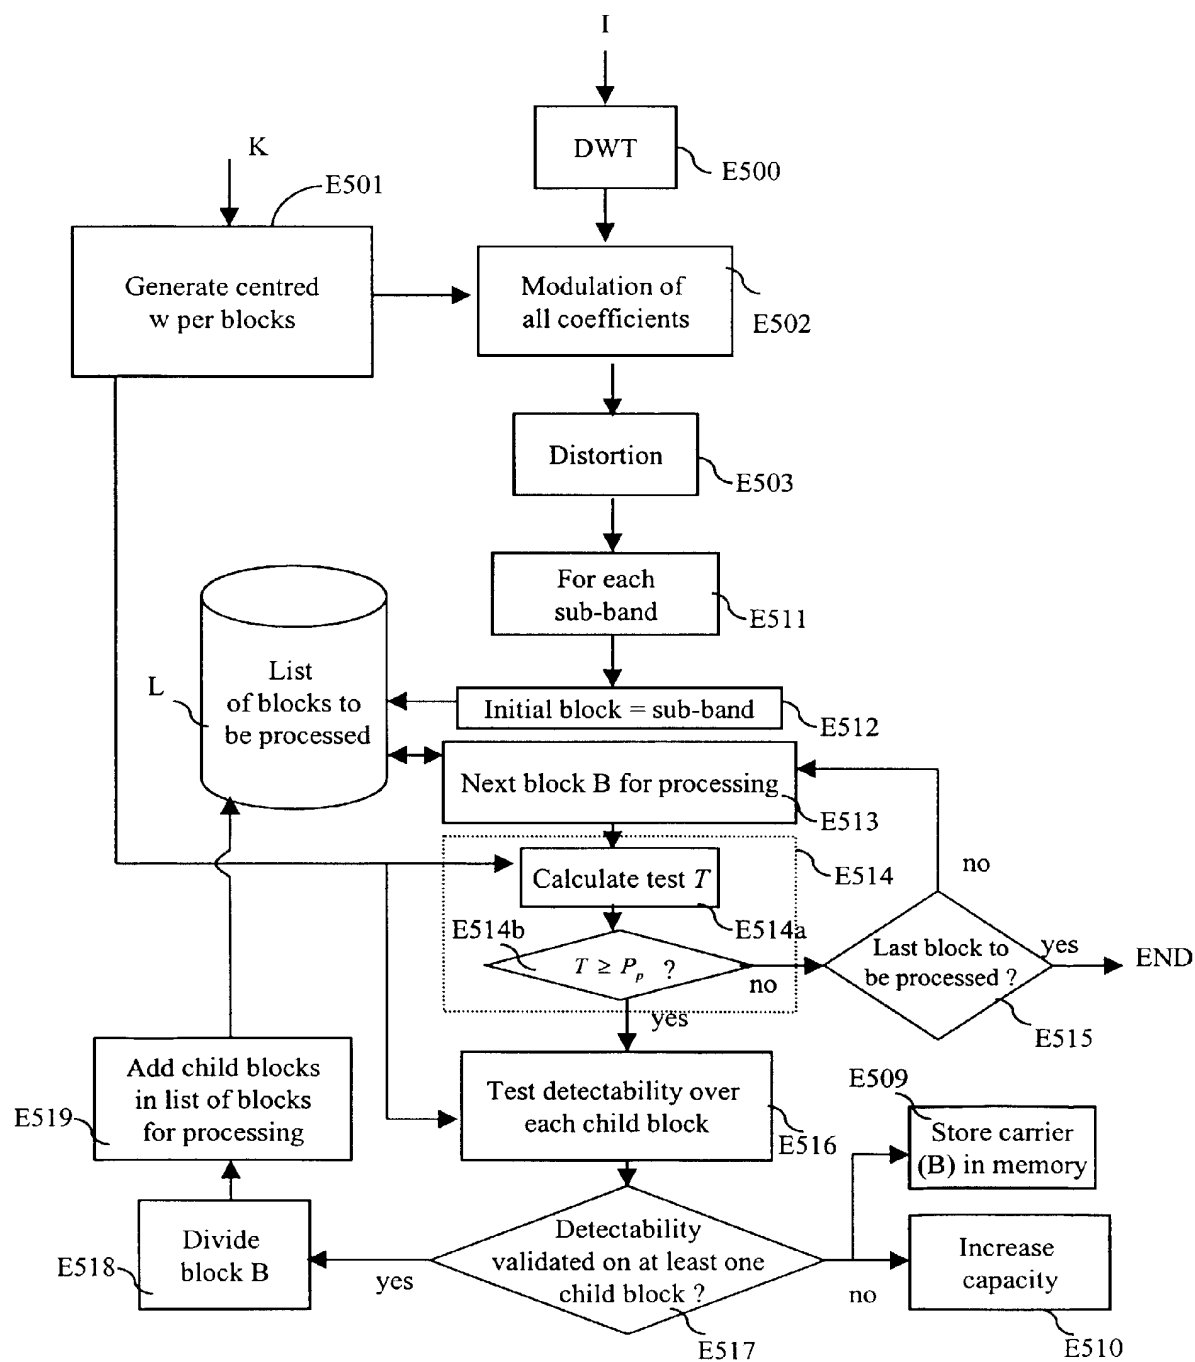 I
DWT
E500
K
E501
Generate centred
w per blocks
Modulation of
all coefficients
E502
Distortion
E503
For each
sub-band
E511
List
of blocks to
be processed
L
Initial block = sub-band
E512
Next block B for processing
E513
E514
Calculate test T
E514a
E514b
T ≥ Pp ?
no
yes
no
Last block to
be processed ?
yes
END
E515
Add child blocks
in list of blocks
for processing
E519
Test detectability over
each child block
E516
E509
Store carrier
(B) in memory
Divide
block B
E518
yes
Detectability
validated on at least one
child block ?
E517
no
Increase
capacity
E510